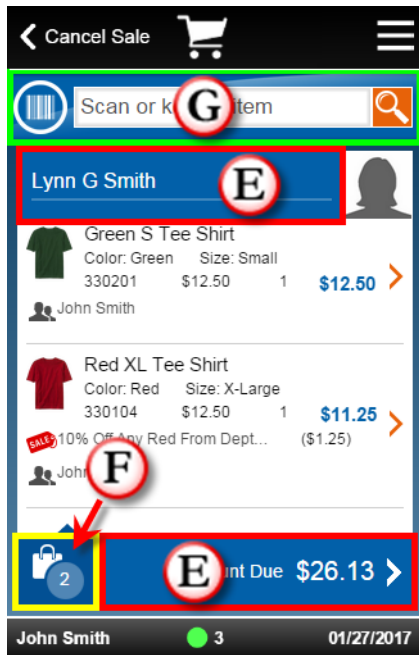 Cancel Sale
Scan or k G item
Lynn G Smith E
Green S Tee Shirt
Color: Green Size: Small
330201 $12.50 1 $12.50
John Smith
Red XL Tee Shirt
Color: Red Size: X-Large
330104 $12.50 1 $11.25
SALE 10% Off Any Red From Dept... ($1.25)
John
F
2 E unt Due $26.13
John Smith 3 01/27/2017